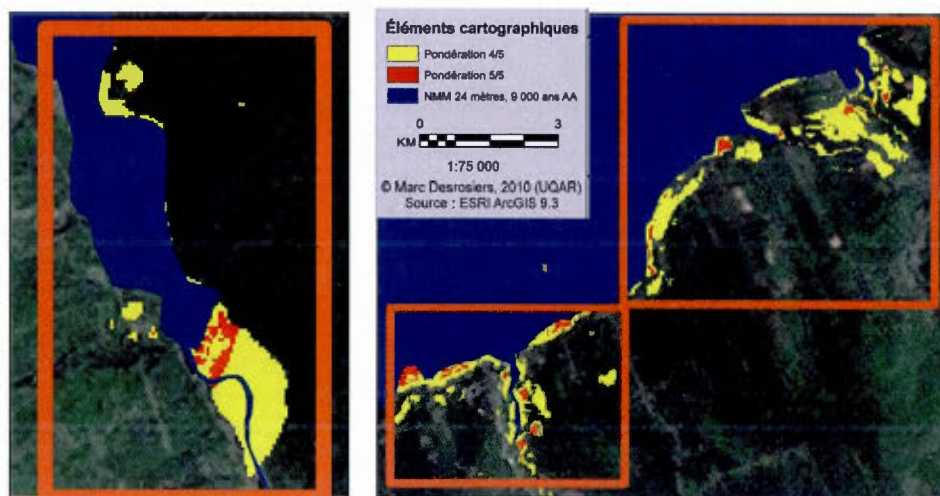 Éléments cartographiques
Pondération 4/5
Pondération 5/5
NMM 24 mètres, 9 000 ans AA
0 3
KM
1:75 000
© Marc Desrosiers, 2010 (UQAR)
Source : ESRI ArcGIS 9.3